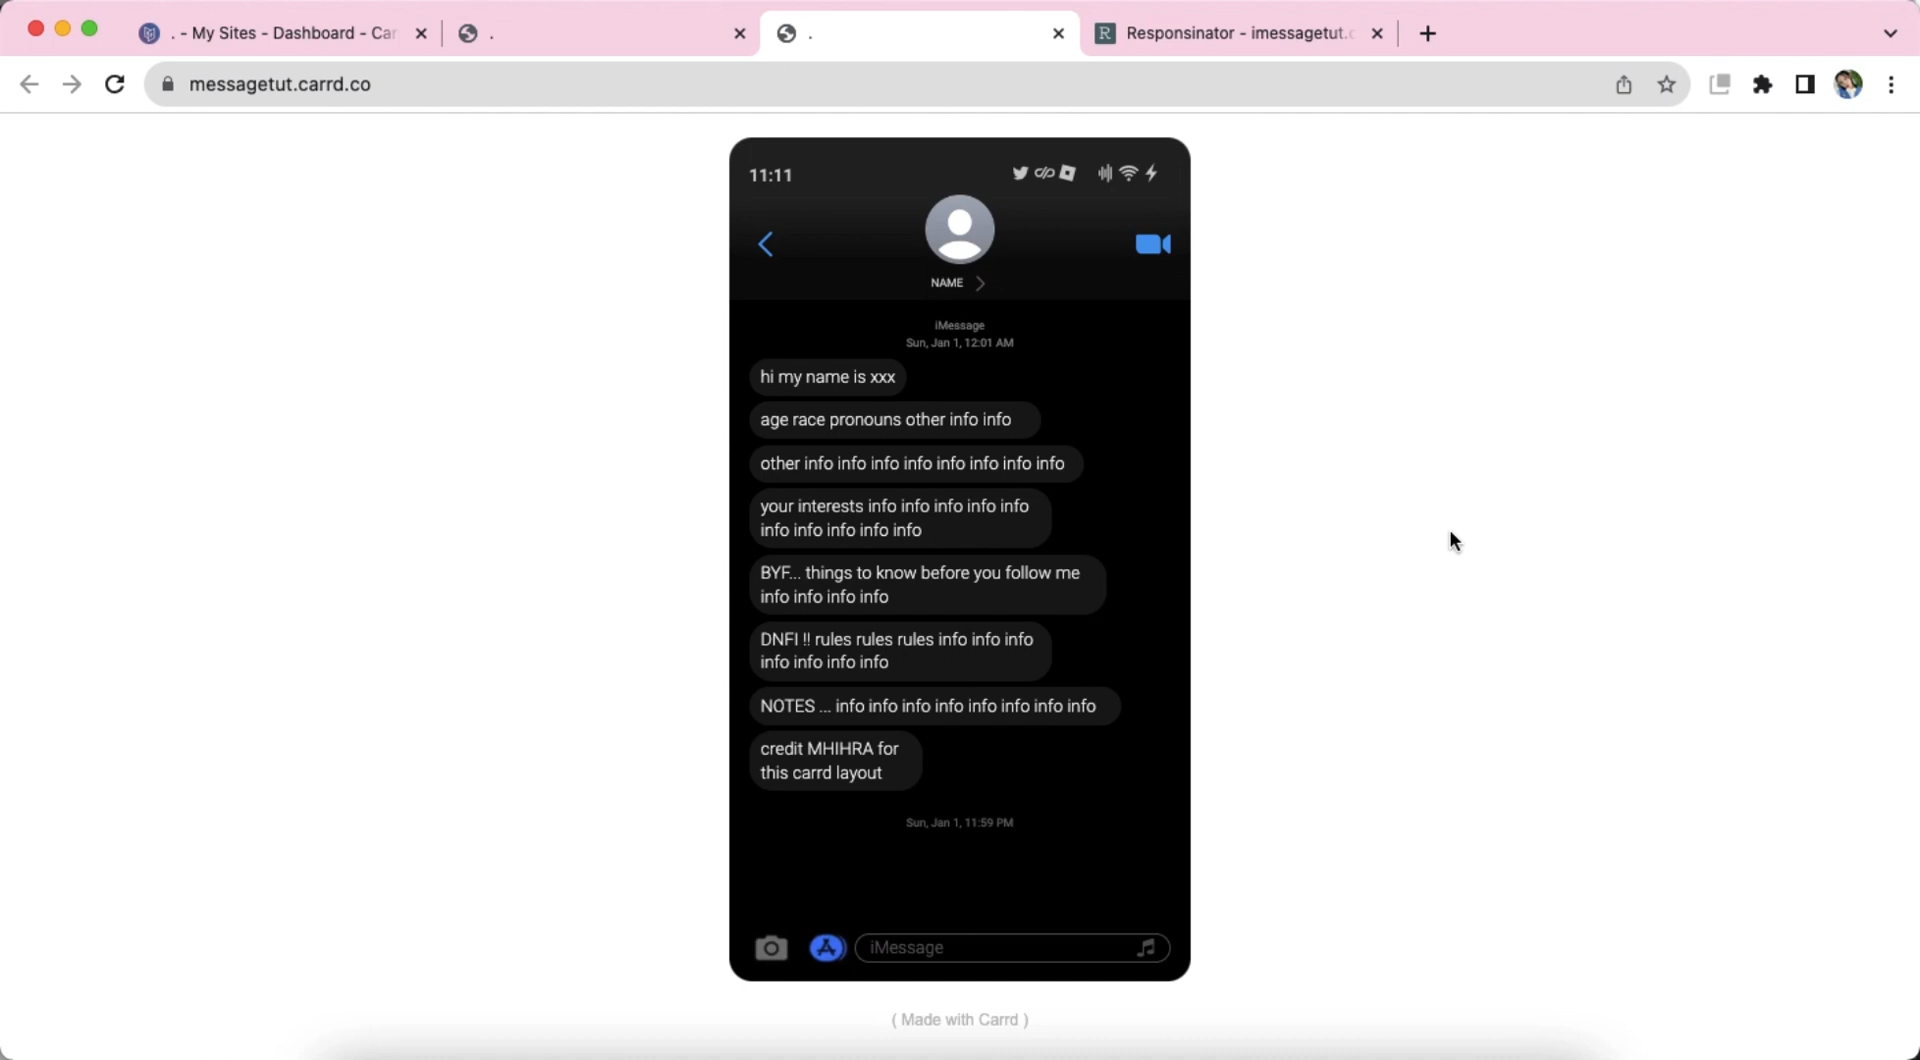 . - My Sites - Dashboard - Car
.
.
Responsinator - imessagetut.c
messagetut.carrd.co
11:11
NAME
iMessage
Sun, Jan 1, 12:01 AM
hi my name is xxx
age race pronouns other info info
other info info info info info info info info
your interests info info info info info
info info info info info
BYF... things to know before you follow me
info info info info
DNFI !! rules rules rules info info info
info info info info
NOTES ... info info info info info info info info
credit MHIHRA for
this carrd layout
Sun, Jan 1, 11:59 PM
iMessage
( Made with Carrd )